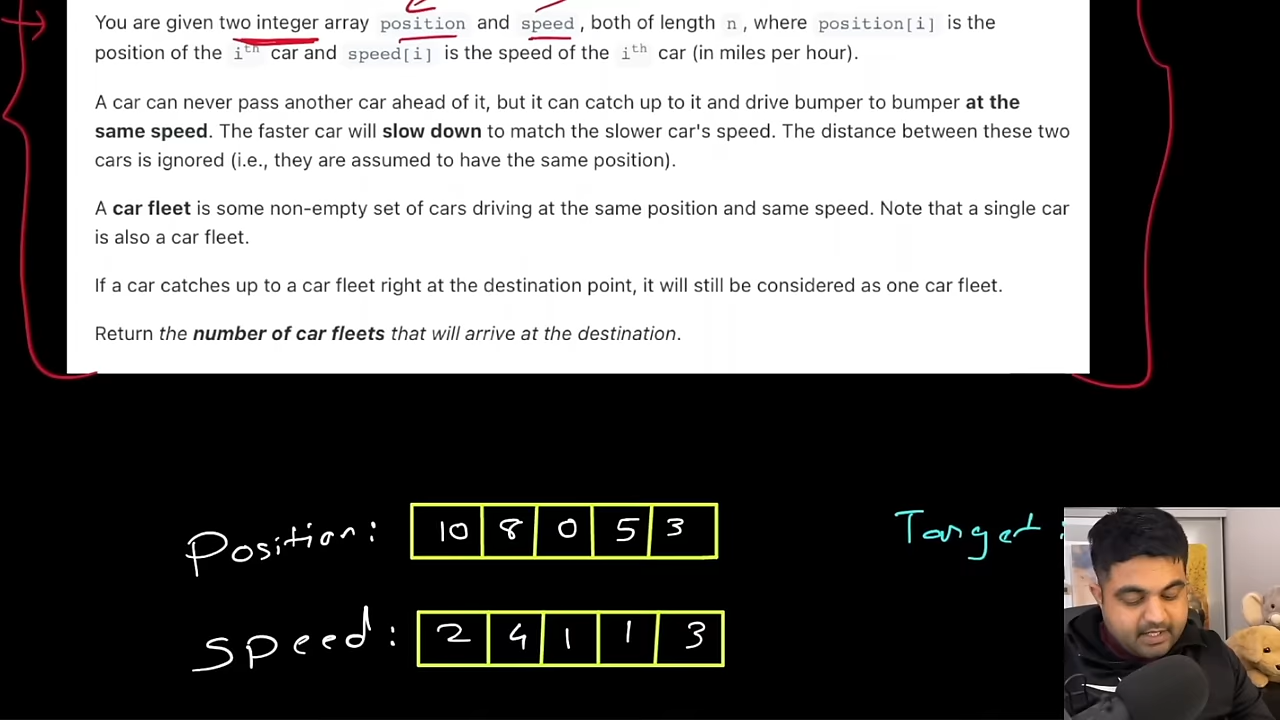 You are given two integer array position and speed, both of length n, where position[i] is the
position of the ith car and speed[i] is the speed of the ith car (in miles per hour).
A car can never pass another car ahead of it, but it can catch up to it and drive bumper to bumper at the
same speed. The faster car will slow down to match the slower car's speed. The distance between these two
cars is ignored (i.e., they are assumed to have the same position).
A car fleet is some non-empty set of cars driving at the same position and same speed. Note that a single car
is also a car fleet.
If a car catches up to a car fleet right at the destination point, it will still be considered as one car fleet.
Return the number of car fleets that will arrive at the destination.
Position: 10 8 0 5 3
Target:
Speed: 2 4 1 1 3